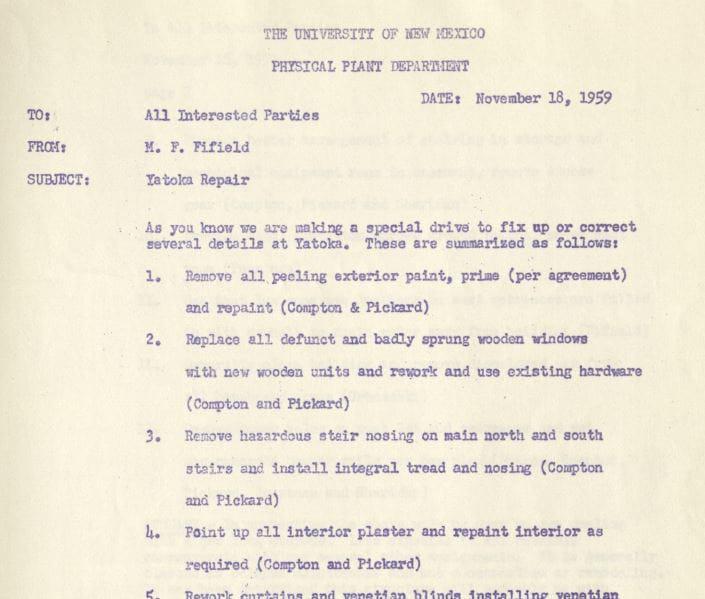 THE UNIVERSITY OF NEW MEXICO
PHYSICAL PLANT DEPARTMENT
DATE: November 18, 1959
TO: All Interested Parties
FROM: M. F. Fifield
SUBJECT: Yatoka Repair
As you know we are making a special drive to fix up or correct
several details at Yatoka. These are summarized as follows:
1. Remove all peeling exterior paint, prime (per agreement)
and repaint (Compton & Pickard)
2. Replace all defunct and badly sprung wooden windows
with new wooden units and rework and use existing hardware
(Compton and Pickard)
3. Remove hazardous stair nosing on main north and south
stairs and install integral tread and nosing (Compton
and Pickard)
4. Point up all interior plaster and repaint interior as
required (Compton and Pickard)
5. Rework curtains and venetian blinds installing venetian